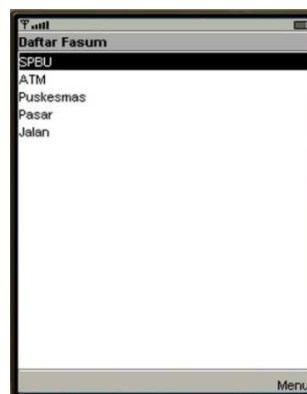 Daftar Fasum
SPBU
ATM
Puskesmas
Pasar
Jalan
Menu